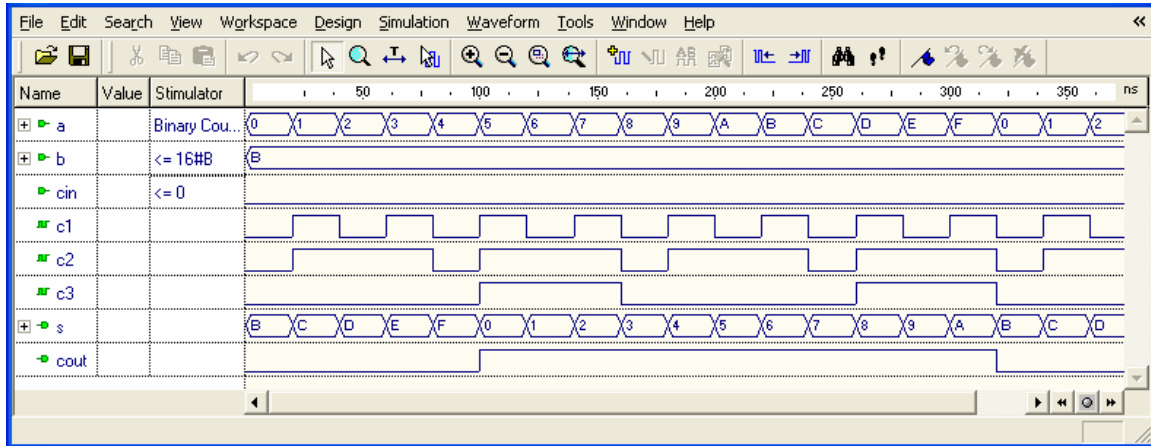 File Edit Search View Workspace Design Simulation Waveform Tools Window Help «
Name Value Stimulator 50 100 150 200 250 300 350 ns
a Binary Cou... 0 1 2 3 4 5 6 7 8 9 A B C D E F 0 1 2
b <= 16#B B
cin <= 0
c1
c2
c3
s B C D E F 0 1 2 3 4 5 6 7 8 9 A B C D
cout